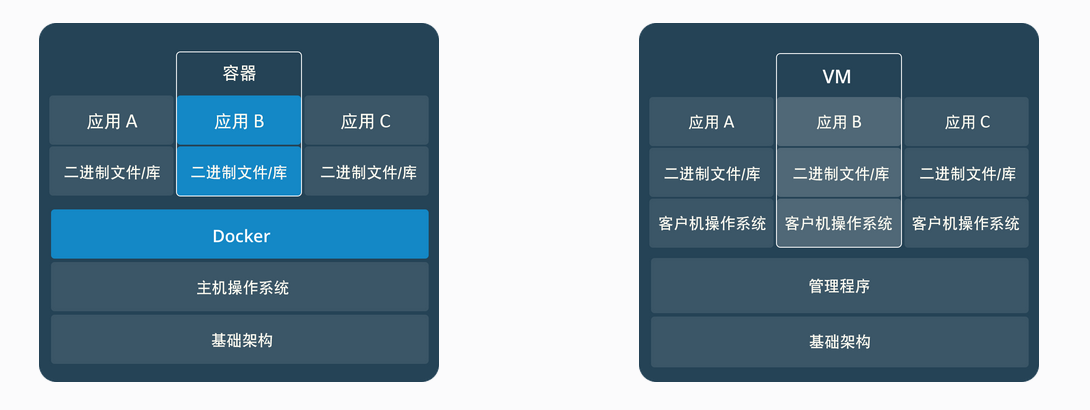 容器
应用 A
应用 B
应用 C
二进制文件/库
二进制文件/库
二进制文件/库
Docker
主机操作系统
基础架构
VM
应用 A
应用 B
应用 C
二进制文件/库
二进制文件/库
二进制文件/库
客户机操作系统
客户机操作系统
客户机操作系统
管理程序
基础架构